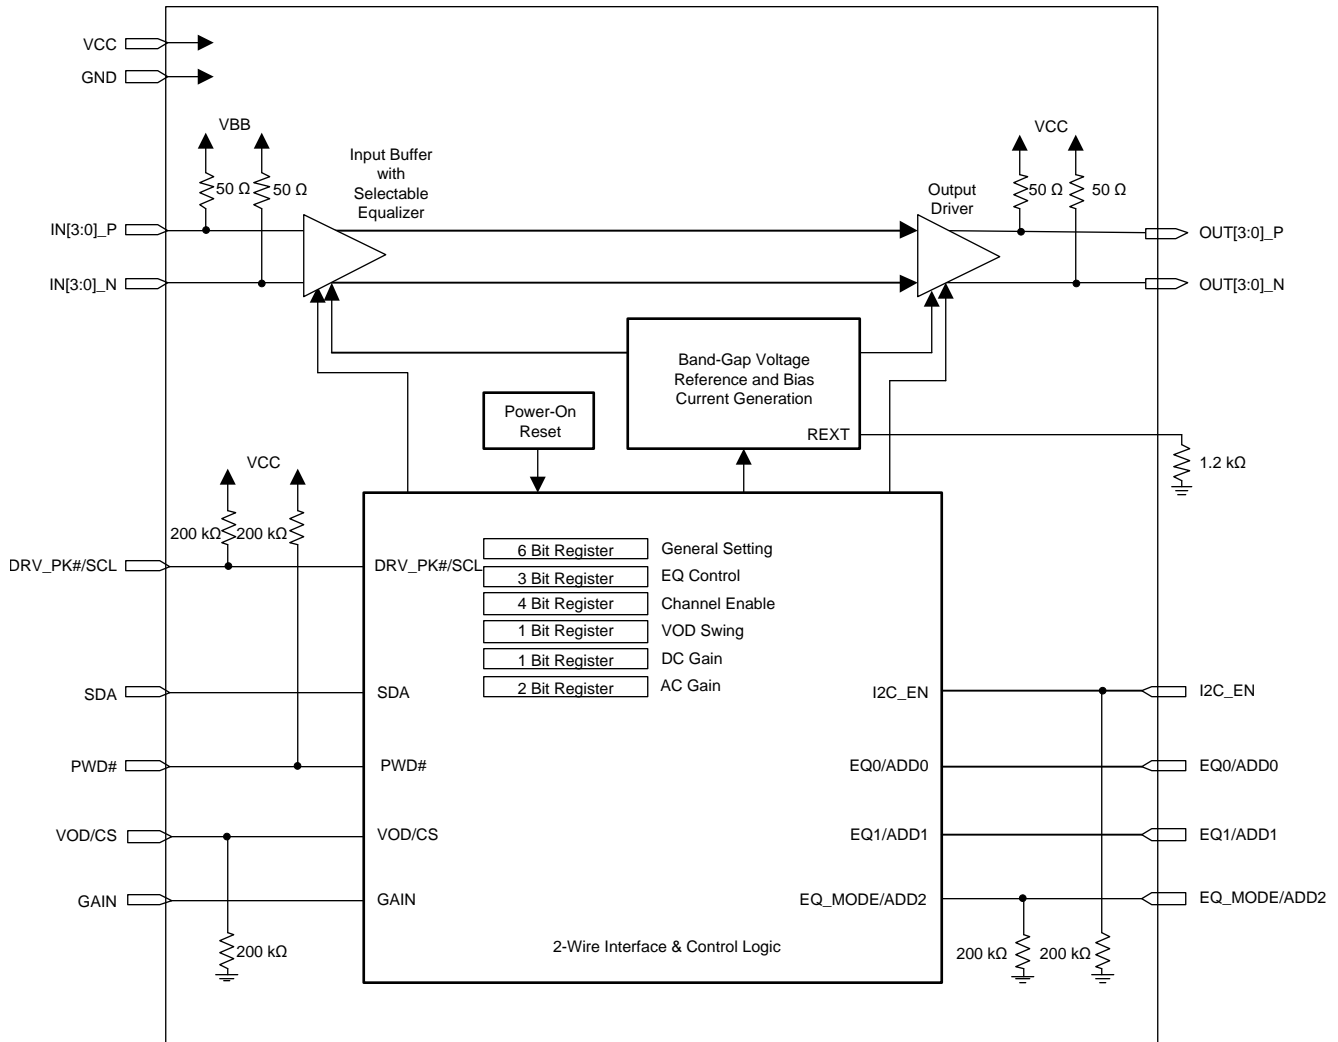 VCC
GND
VBB
VCC
Input Buffer
with
Selectable
Equalizer
Output
Driver
50 Ω
50 Ω
50 Ω
50 Ω
IN[3:0]_P
OUT[3:0]_P
IN[3:0]_N
OUT[3:0]_N
Band-Gap Voltage
Reference and Bias
Current Generation
REXT
Power-On
Reset
1.2 kΩ
VCC
200 kΩ
200 kΩ
DRV_PK#/SCL
DRV_PK#/SCL
6 Bit Register
General Setting
3 Bit Register
EQ Control
4 Bit Register
Channel Enable
1 Bit Register
VOD Swing
1 Bit Register
DC Gain
2 Bit Register
AC Gain
SDA
SDA
I2C_EN
I2C_EN
PWD#
PWD#
EQ0/ADD0
EQ0/ADD0
VOD/CS
VOD/CS
EQ1/ADD1
EQ1/ADD1
GAIN
GAIN
EQ_MODE/ADD2
EQ_MODE/ADD2
200 kΩ
2-Wire Interface & Control Logic
200 kΩ
200 kΩ